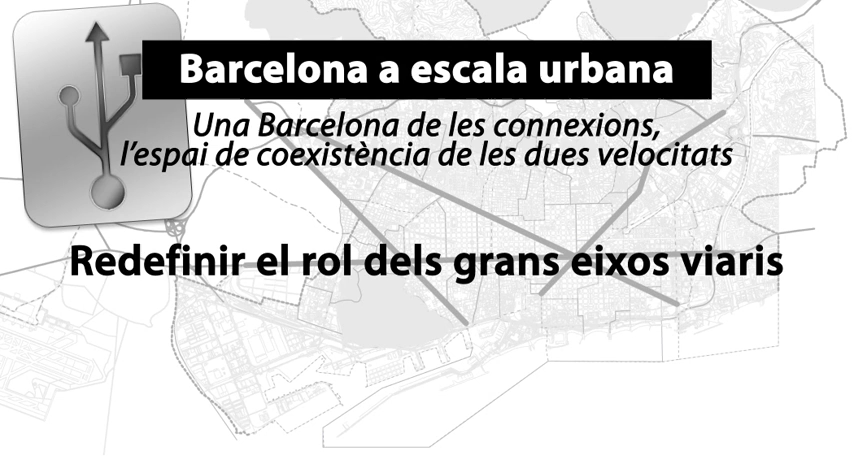 Barcelona a escala urbana
Una Barcelona de les connexions,
l’espai de coexistència de les dues velocitats
Redefinir el rol dels grans eixos viaris